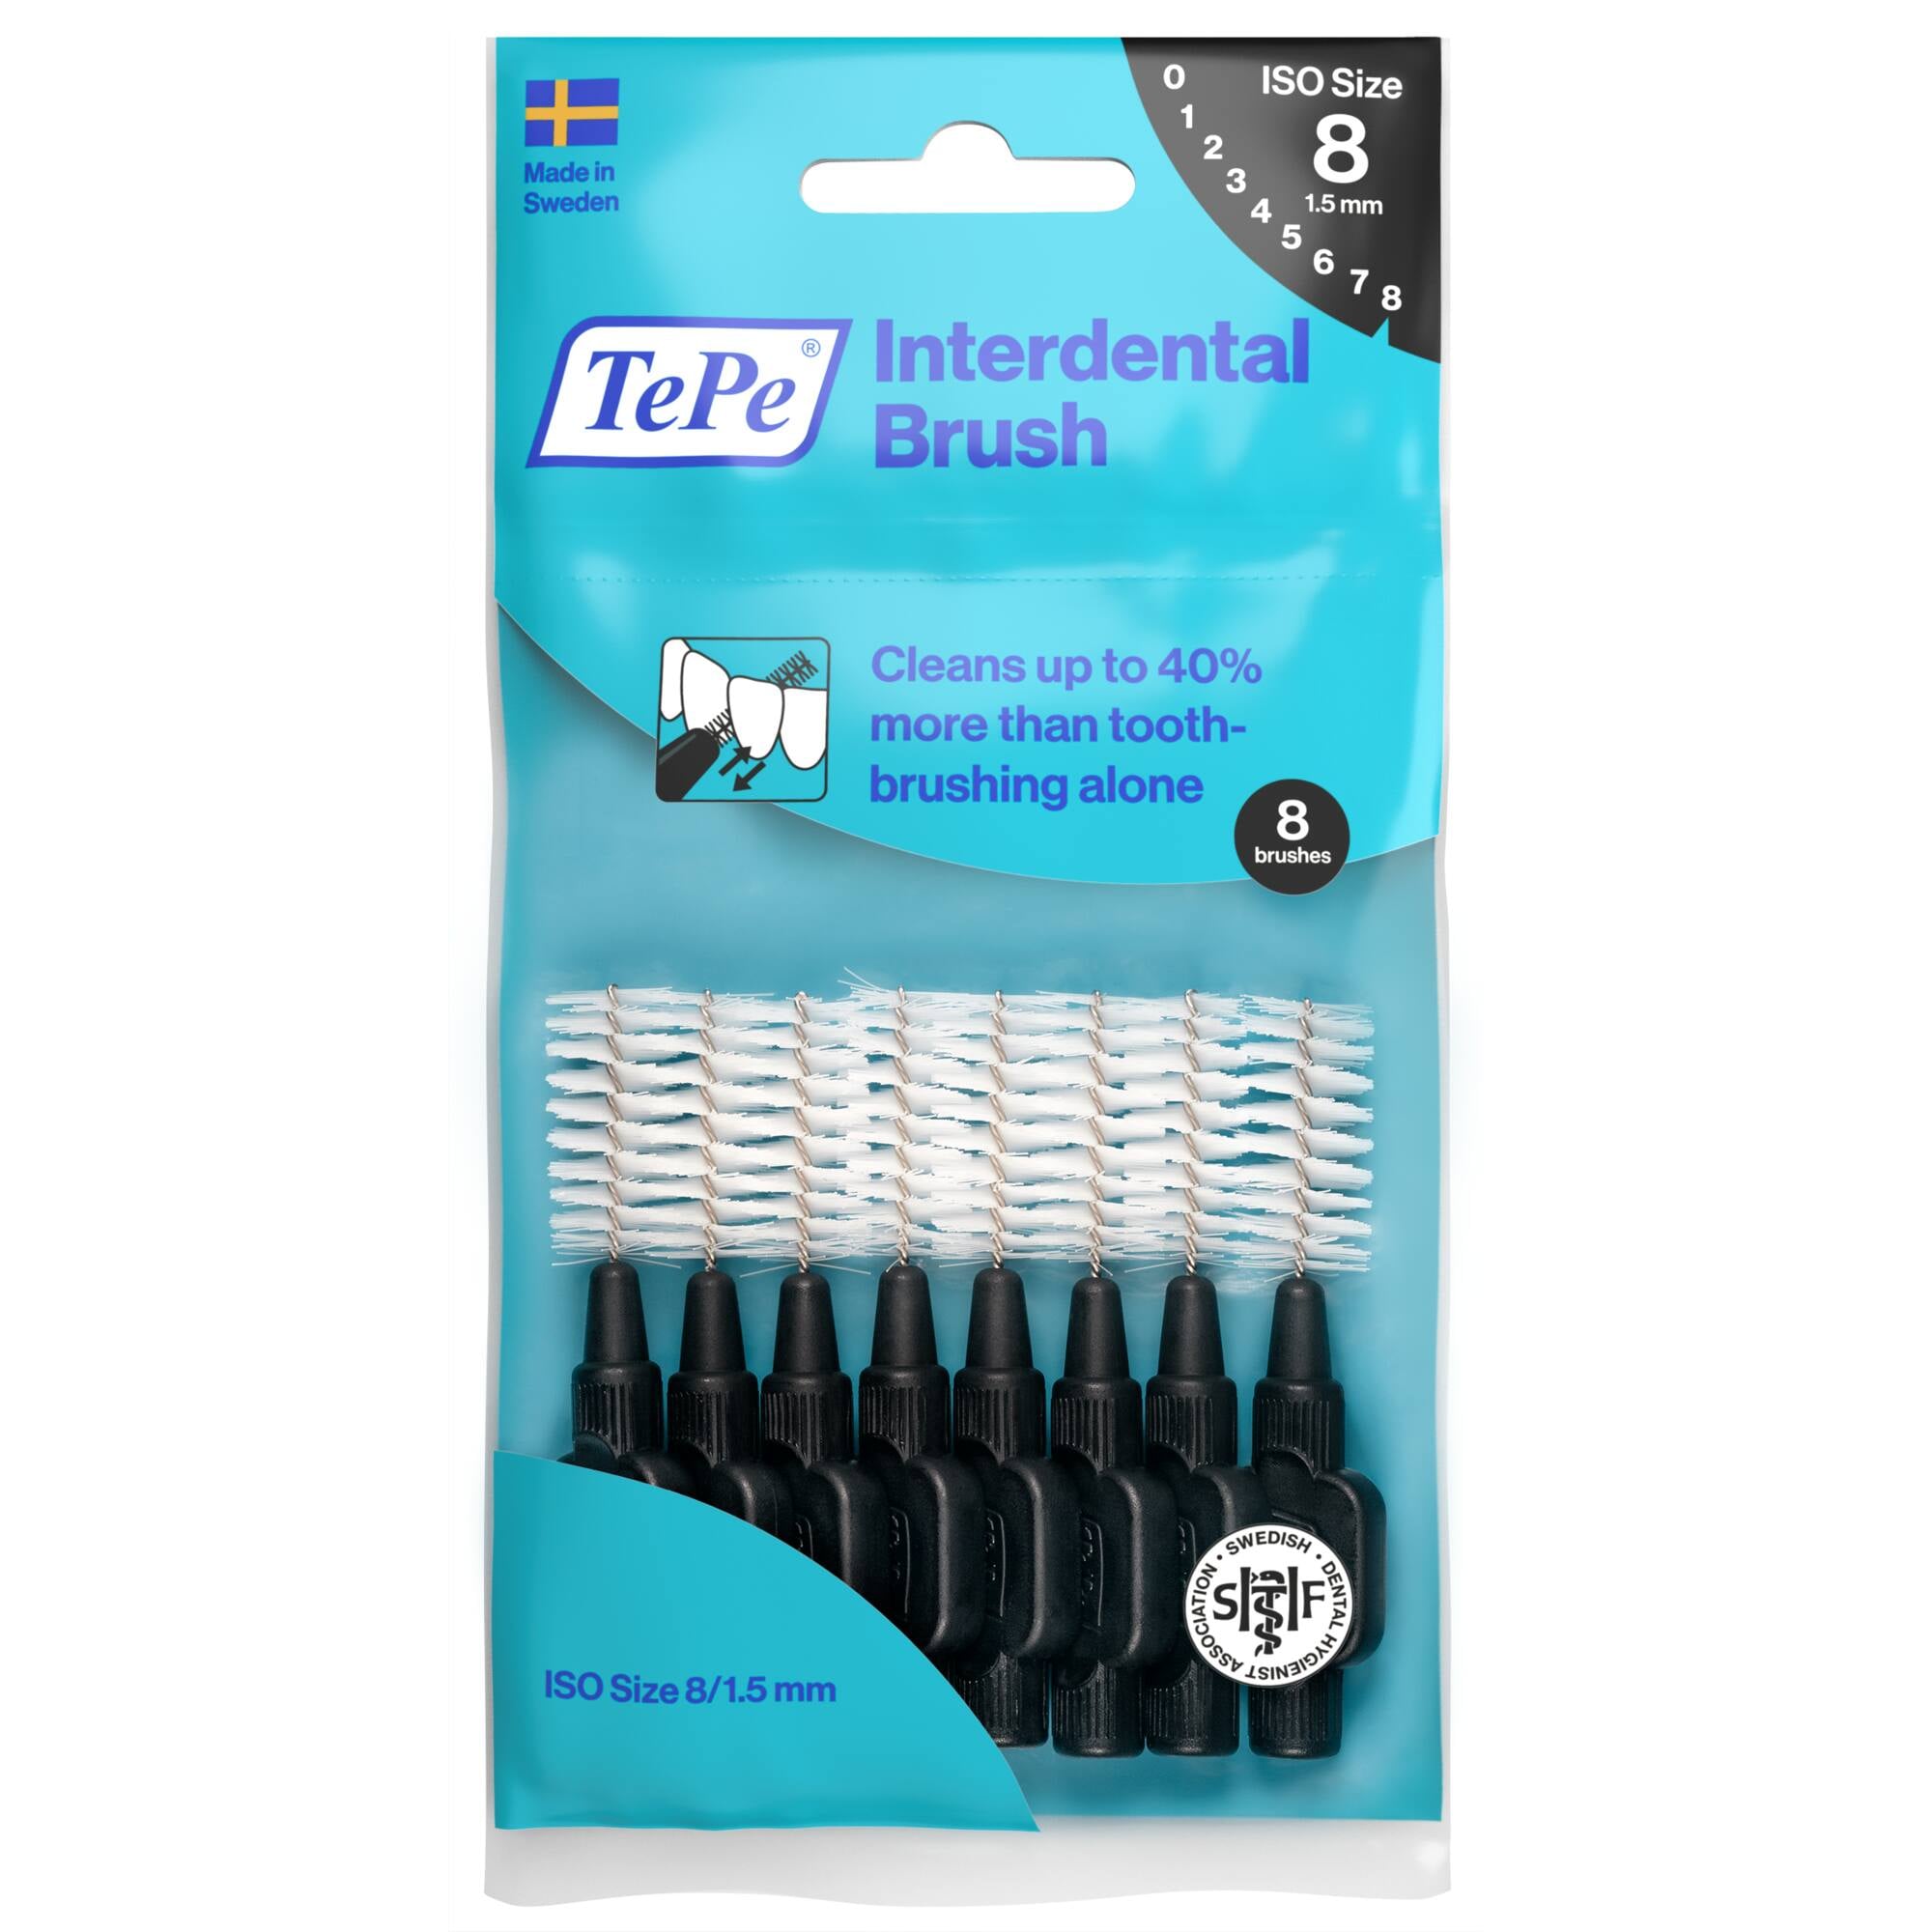 Made in
Sweden
0
1
2
3
4
5
6
7
8
ISO Size
8
1.5 mm
TePe®
Interdental
Brush
Cleans up to 40%
more than tooth-
brushing alone
8
brushes
SWEDISH • DENTAL HYGIENIST ASSOCIATION •
STF
ISO Size 8/1.5 mm